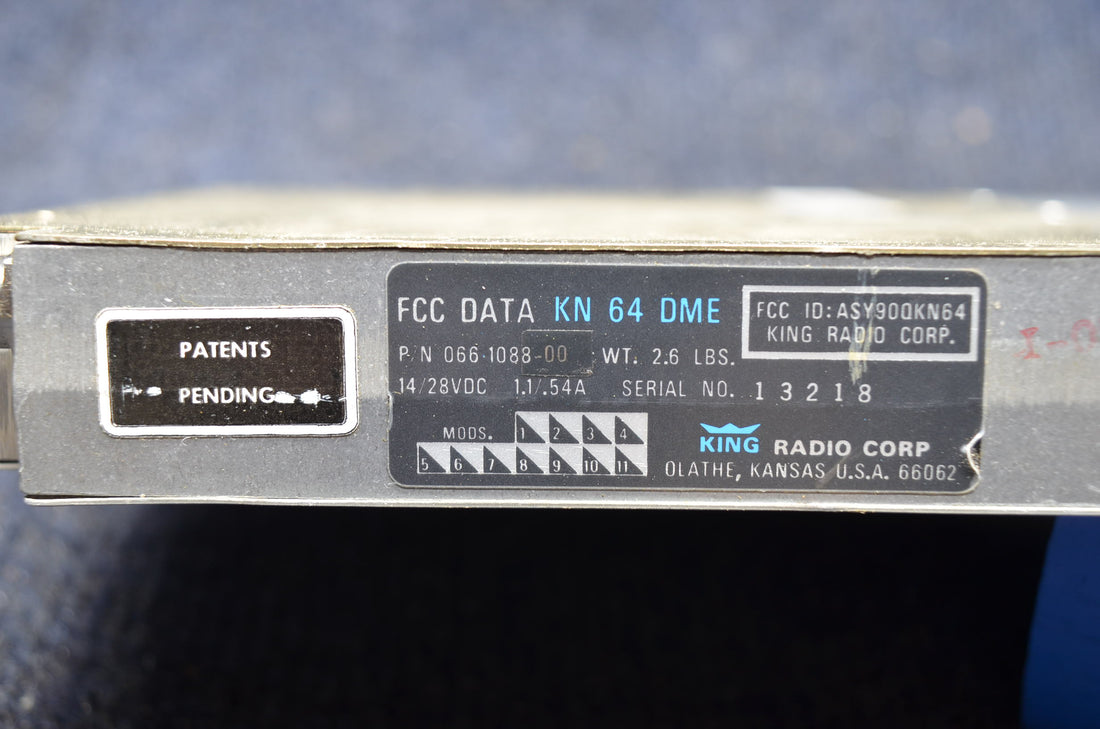 PATENTS
PENDING
FCC DATA KN 64 DME
FCC ID: ASY90QKN64
KING RADIO CORP.
P/N 066-1088-00 WT. 2.6 LBS.
14/28VDC 1.1/.54A SERIAL NO. 13218
MODS. 1 2 3 4
5 6 7 8 9 10 11
KING RADIO CORP
OLATHE, KANSAS U.S.A. 66062